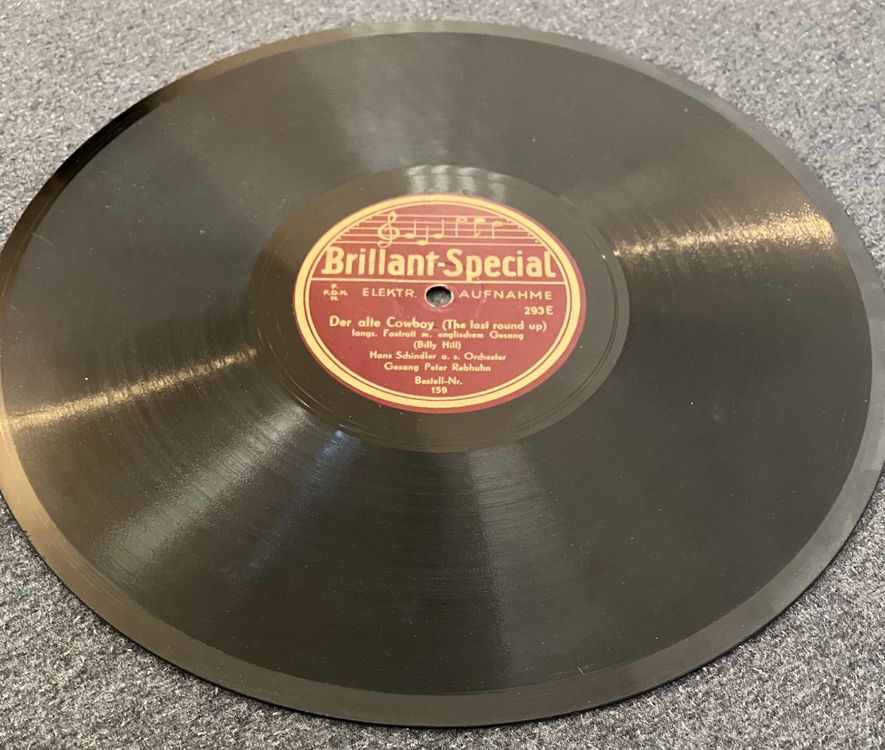 Brillant-Special
ELEKTR. AUFNAHME
293E
Der alte Cowboy (The last round up)
langs. Foxtrott m. englischem Gesang
(Billy Hill)
Hans Schindler u. s. Orchester
Gesang Peter Rebhuhn
Bestell-Nr.
159